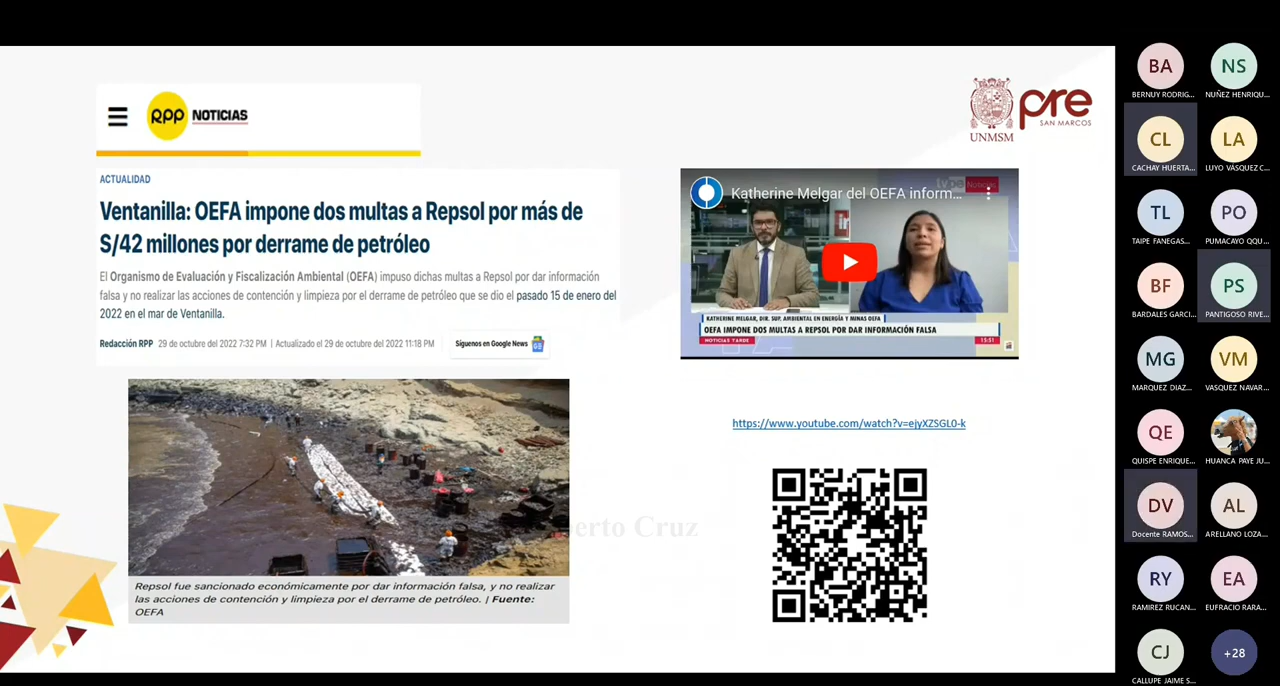 RPP NOTICIAS
ACTUALIDAD
Ventanilla: OEFA impone dos multas a Repsol por más de
S/42 millones por derrame de petróleo
El Organismo de Evaluación y Fiscalización Ambiental (OEFA) impuso dichas multas a Repsol por dar información
falsa y no realizar las acciones de contención y limpieza por el derrame de petróleo que se dio el pasado 15 de enero del
2022 en el mar de Ventanilla.
Redacción RPP 29 de octubre del 2022 7:32 PM | Actualizado el 29 de octubre del 2022 11:18 PM
Síguenos en Google News
Repsol fue sancionado económicamente por dar información falsa, y no realizar
las acciones de contención y limpieza por el derrame de petróleo. | Fuente:
OEFA
UNMSM
pre
SAN MARCOS
Katherine Melgar del OEFA inform...
Noticias
KATHERINE MELGAR, DIR. SUP. AMBIENTAL EN ENERGÍA Y MINAS OEFA
OEFA IMPONE DOS MULTAS A REPSOL POR DAR INFORMACIÓN FALSA
NOTICIAS TARDE
15:51
https://www.youtube.com/watch?v=ejyXZSGL0-k
erto Cruz
BA
BERNUY RODRIG...
NS
NUÑEZ HENRIQU...
CL
CACHAY HUERTA...
LA
LUYO VASQUEZ C...
TL
TAIPE FANEGAS...
PO
PUMACAYO QQU...
BF
BARDALES GARCI...
PS
PANTIGOSO RIVE...
MG
MARQUEZ DIAZ...
VM
VASQUEZ NAVAR...
QE
QUISPE ENRIQUE...
HUANCA PAYE JU...
DV
Docente RAMOS...
AL
ARELLANO LOZA...
RY
RAMIREZ RUCAN...
EA
EUFRACIO RARA...
CJ
CALLUPE JAIME S...
+28